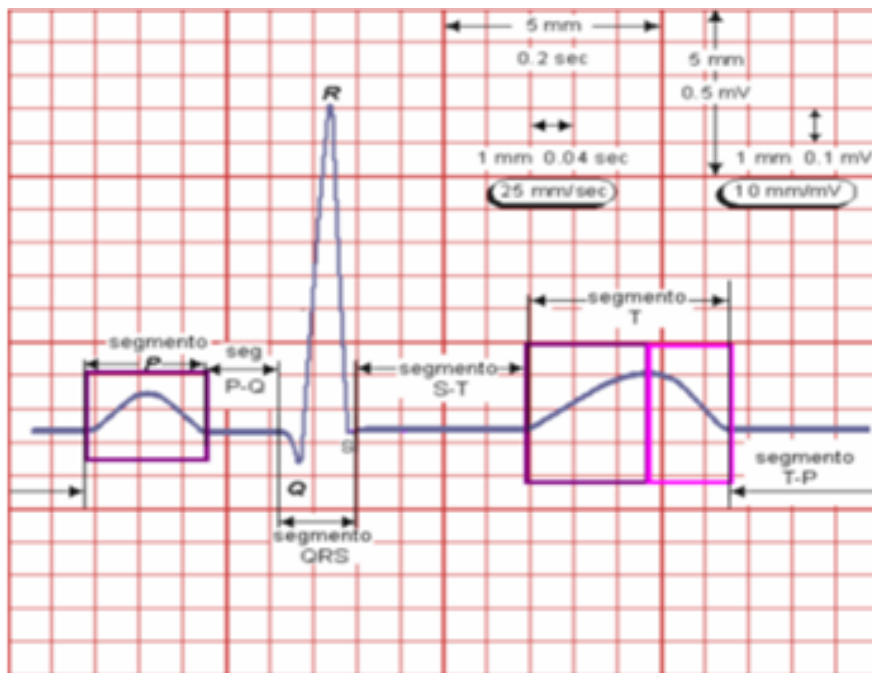 5 mm
0.2 sec
5 mm
0.5 mV
R
1 mm 0.04 sec
1 mm 0.1 mV
25 mm/sec
10 mm/mV
segmento
T
segmento
P
seg
P-Q
segmento
S-T
S
Q
segmento
T-P
segmento
QRS